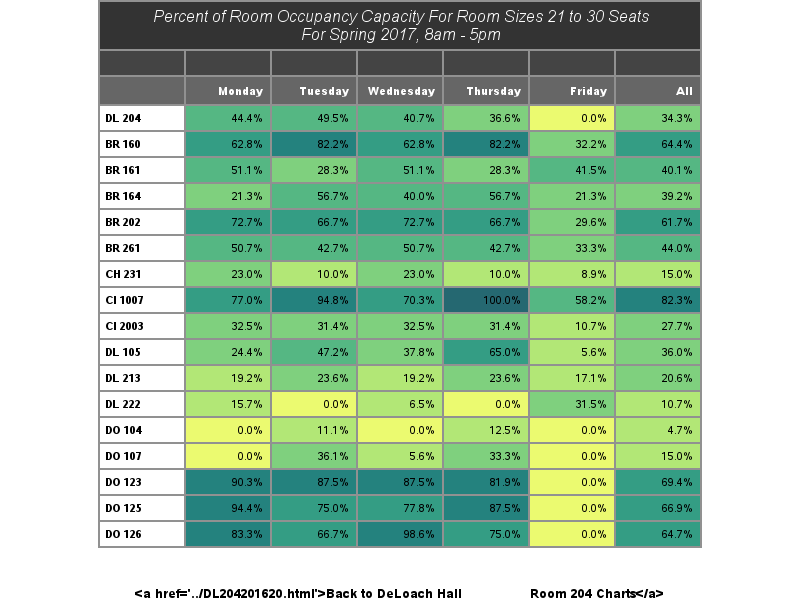 Percent of Room Occupancy Capacity For Room Sizes 21 to 30 Seats
For Spring 2017, 8am - 5pm
Monday Tuesday Wednesday Thursday Friday All
DL 204 44.4% 49.5% 40.7% 36.6% 0.0% 34.3%
BR 160 62.8% 82.2% 62.8% 82.2% 32.2% 64.4%
BR 161 51.1% 28.3% 51.1% 28.3% 41.5% 40.1%
BR 164 21.3% 56.7% 40.0% 56.7% 21.3% 39.2%
BR 202 72.7% 66.7% 72.7% 66.7% 29.6% 61.7%
BR 261 50.7% 42.7% 50.7% 42.7% 33.3% 44.0%
CH 231 23.0% 10.0% 23.0% 10.0% 8.9% 15.0%
CI 1007 77.0% 94.8% 70.3% 100.0% 58.2% 82.3%
CI 2003 32.5% 31.4% 32.5% 31.4% 10.7% 27.7%
DL 105 24.4% 47.2% 37.8% 65.0% 5.6% 36.0%
DL 213 19.2% 23.6% 19.2% 23.6% 17.1% 20.6%
DL 222 15.7% 0.0% 6.5% 0.0% 31.5% 10.7%
DO 104 0.0% 11.1% 0.0% 12.5% 0.0% 4.7%
DO 107 0.0% 36.1% 5.6% 33.3% 0.0% 15.0%
DO 123 90.3% 87.5% 87.5% 81.9% 0.0% 69.4%
DO 125 94.4% 75.0% 77.8% 87.5% 0.0% 66.9%
DO 126 83.3% 66.7% 98.6% 75.0% 0.0% 64.7%
<a href='../DL204201620.html'>Back to DeLoach Hall Room 204 Charts</a>